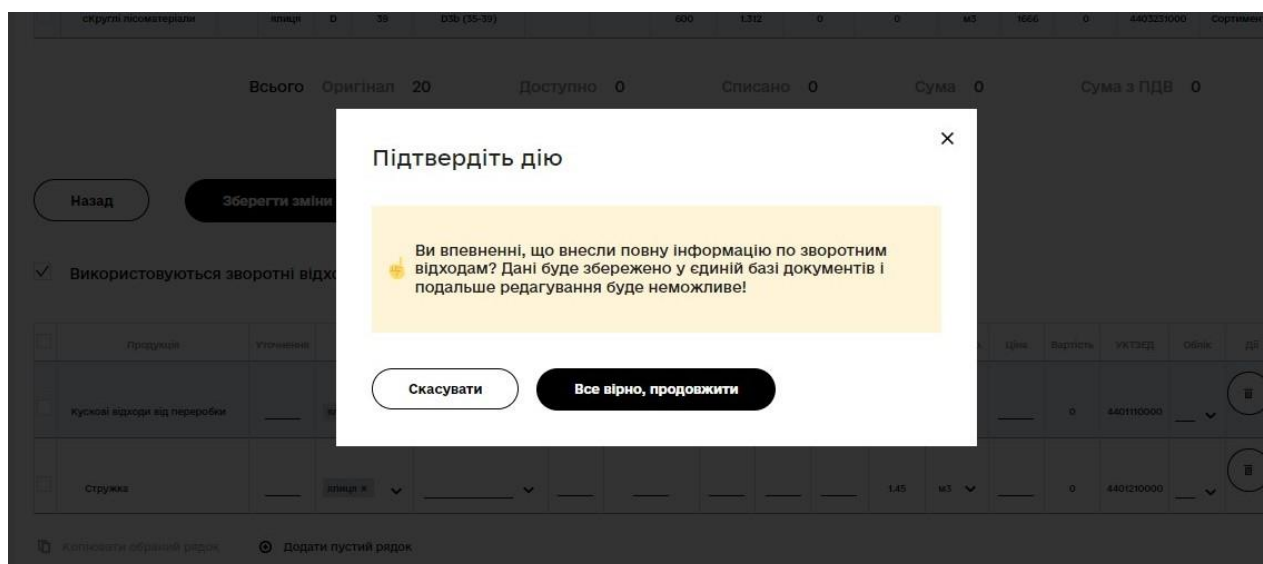 скруглі лісоматеріали ялиця D 39 D3b (35-39) 600 1.312 0 0 м3 1666 0 4403231000 Сортимент
Всього Оригінал 20 Доступно 0 Списано 0 Сума 0 Сума з ПДВ 0
Підтвердіть дію
Назад Зберегти зміни
Ви впевненні, що внесли повну інформацію по зворотним
відходам? Дані буде збережено у єдиній базі документів і
подальше редагування буде неможливе!
Використовуються зворотні відхо
Продукція Уточнення Ціна Вартість УКТЗЕД Облік Дії
Скасувати Все вірно, продовжити
Кускові відходи від переробки 0 4401110000
Стружка ялиця × 1.45 м3 0 4401210000
Копіювати обраний рядок Додати пустий рядок